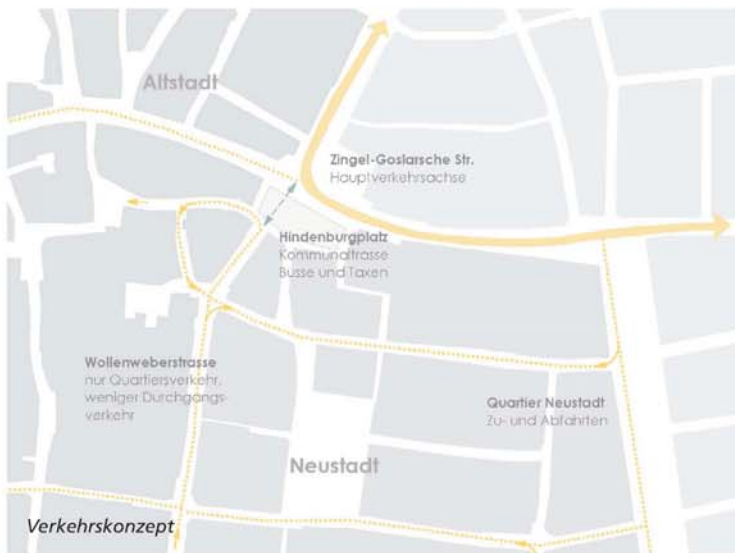 Altstadt
Zingel-Goslarsche Str.
Hauptverkehrsachse
Hindenburgplatz
Kommunaltrasse
Busse und Taxen
Wollenweberstrasse
nur Quartiersverkehr,
weniger Durchgangs-
verkehr
Quartier Neustadt
Zu- und Abfahrten
Neustadt
Verkehrskonzept